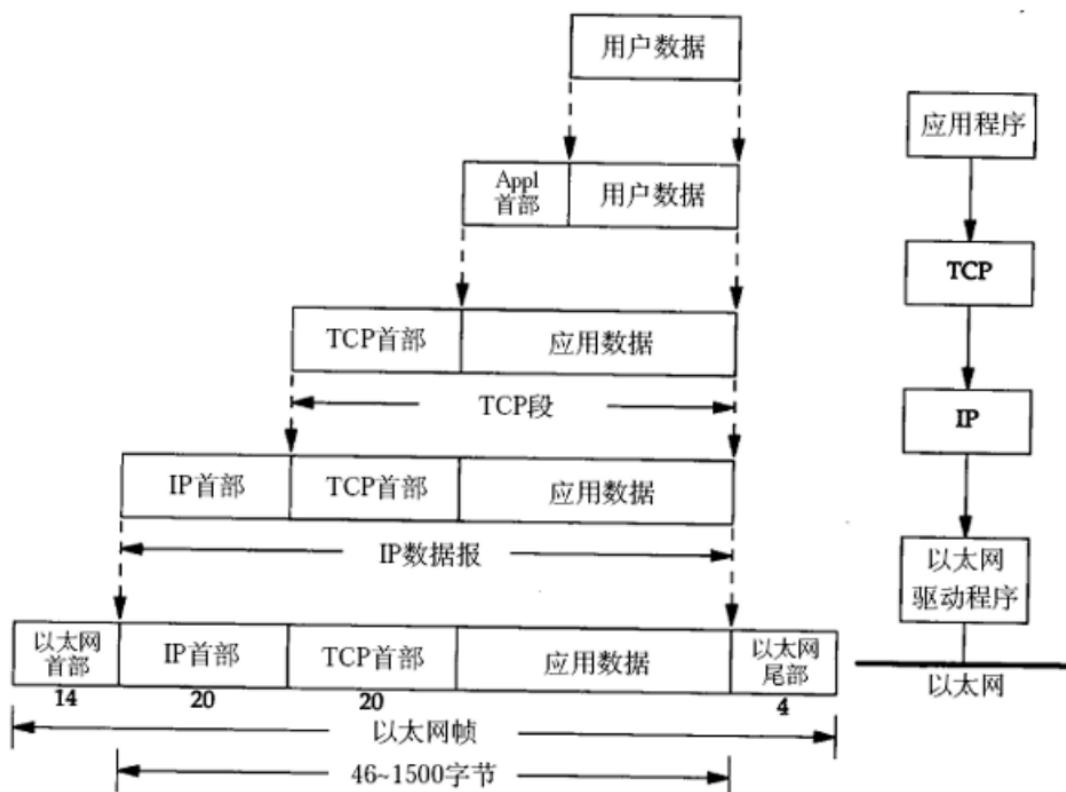 用户数据
应用程序
Appl
首部
用户数据
TCP
TCP首部
应用数据
TCP段
IP
IP首部
TCP首部
应用数据
IP数据报
以太网
驱动程序
以太网
首部
IP首部
TCP首部
应用数据
以太网
尾部
以太网
14
20
20
4
以太网帧
46~1500字节